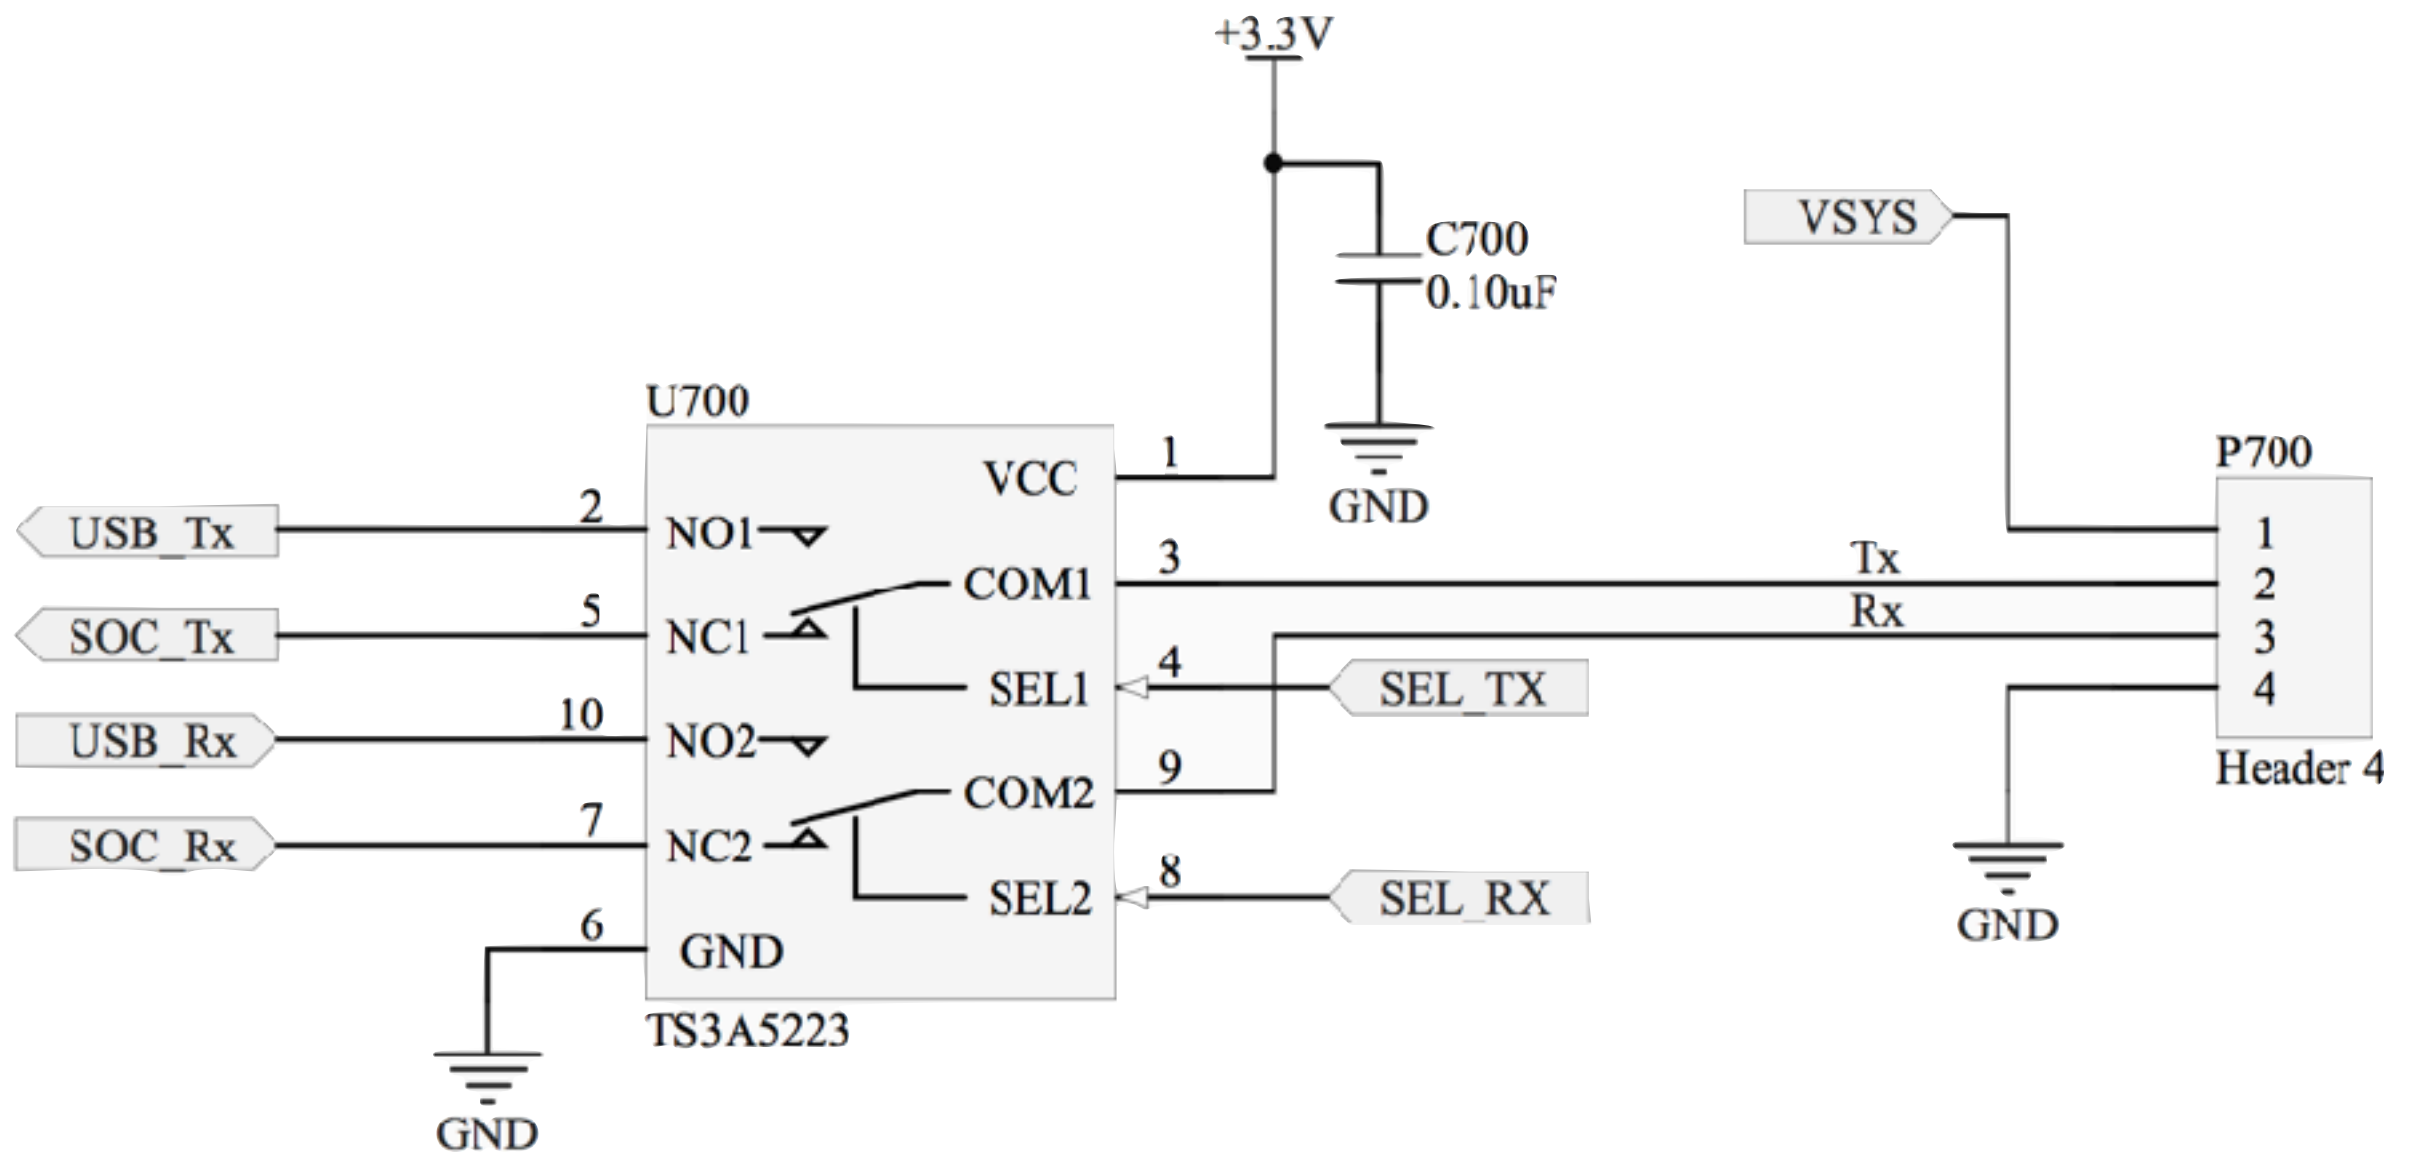 +3.3V
VSYS
C700
0.10uF
U700
P700
VCC
1
GND
USB_Tx
2
NO1
1
SOC_Tx
5
NC1
COM1
3
Tx
2
Rx
3
SEL1
4
SEL_TX
4
USB_Rx
10
NO2
Header 4
COM2
9
SOC_Rx
7
NC2
SEL2
8
SEL_RX
GND
6
GND
TS3A5223
GND